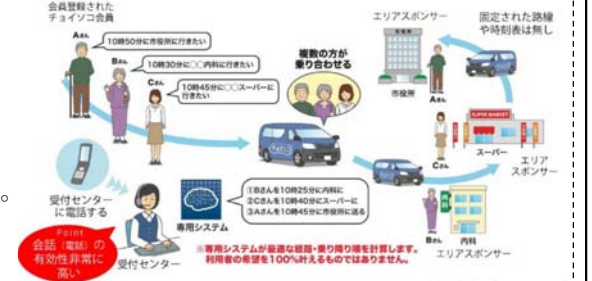 会員登録された
チョイソコ会員
Aさん
10時50分に市役所に行きたい
Bさん
10時30分に○○内科に行きたい
Cさん
10時45分に○○スーパーに
行きたい
複数の方が
乗り合わせる
エリアスポンサー
固定された路線
や時刻表は無し
市役所
市役所
Aさん
SUPER MARKET
スーパー
Cさん
エリア
スポンサー
内科
Bさん
内科
エリアスポンサー
受付センター
に電話する
Point
会話（電話）の
有効性非常に
高い
受付センター
専用システム
①Bさんを10時25分に内科に
②Cさんを10時40分にスーパーに
③Aさんを10時45分に市役所に送る
※専用システムが最適な経路・乗り降り順を計算します。
利用者の希望を100%叶えるものではありません。